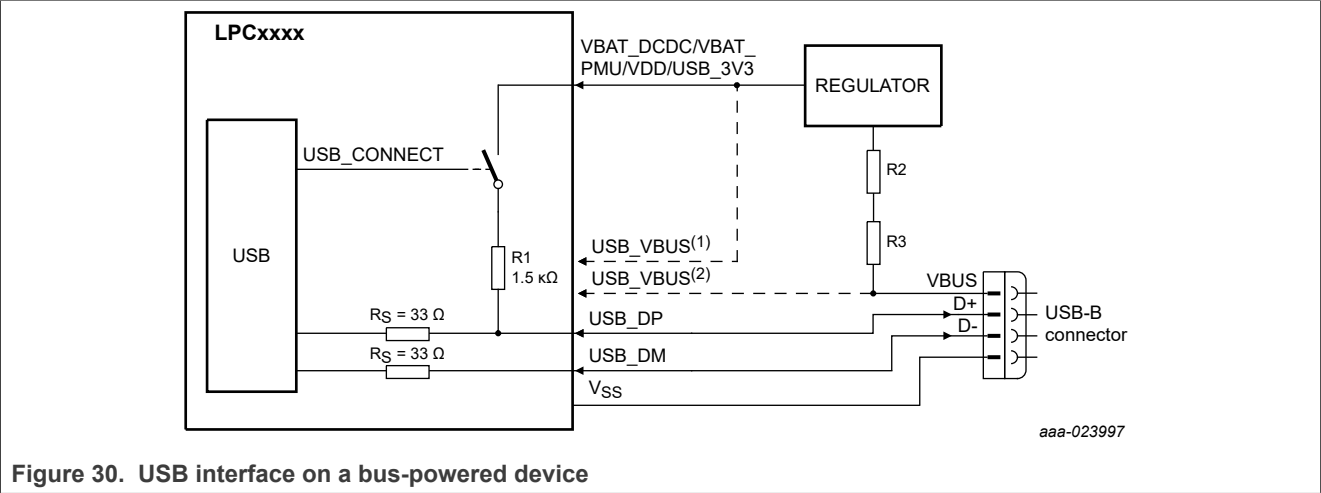 LPCxxxx
VBAT_DCDC/VBAT_
PMU/VDD/USB_3V3
REGULATOR
USB_CONNECT
R2
R3
USB
R1
1.5 kΩ
USB_VBUS(1)
USB_VBUS(2)
VBUS
D+
D-
USB-B
connector
RS = 33 Ω
USB_DP
RS = 33 Ω
USB_DM
VSS
aaa-023997
Figure 30. USB interface on a bus-powered device